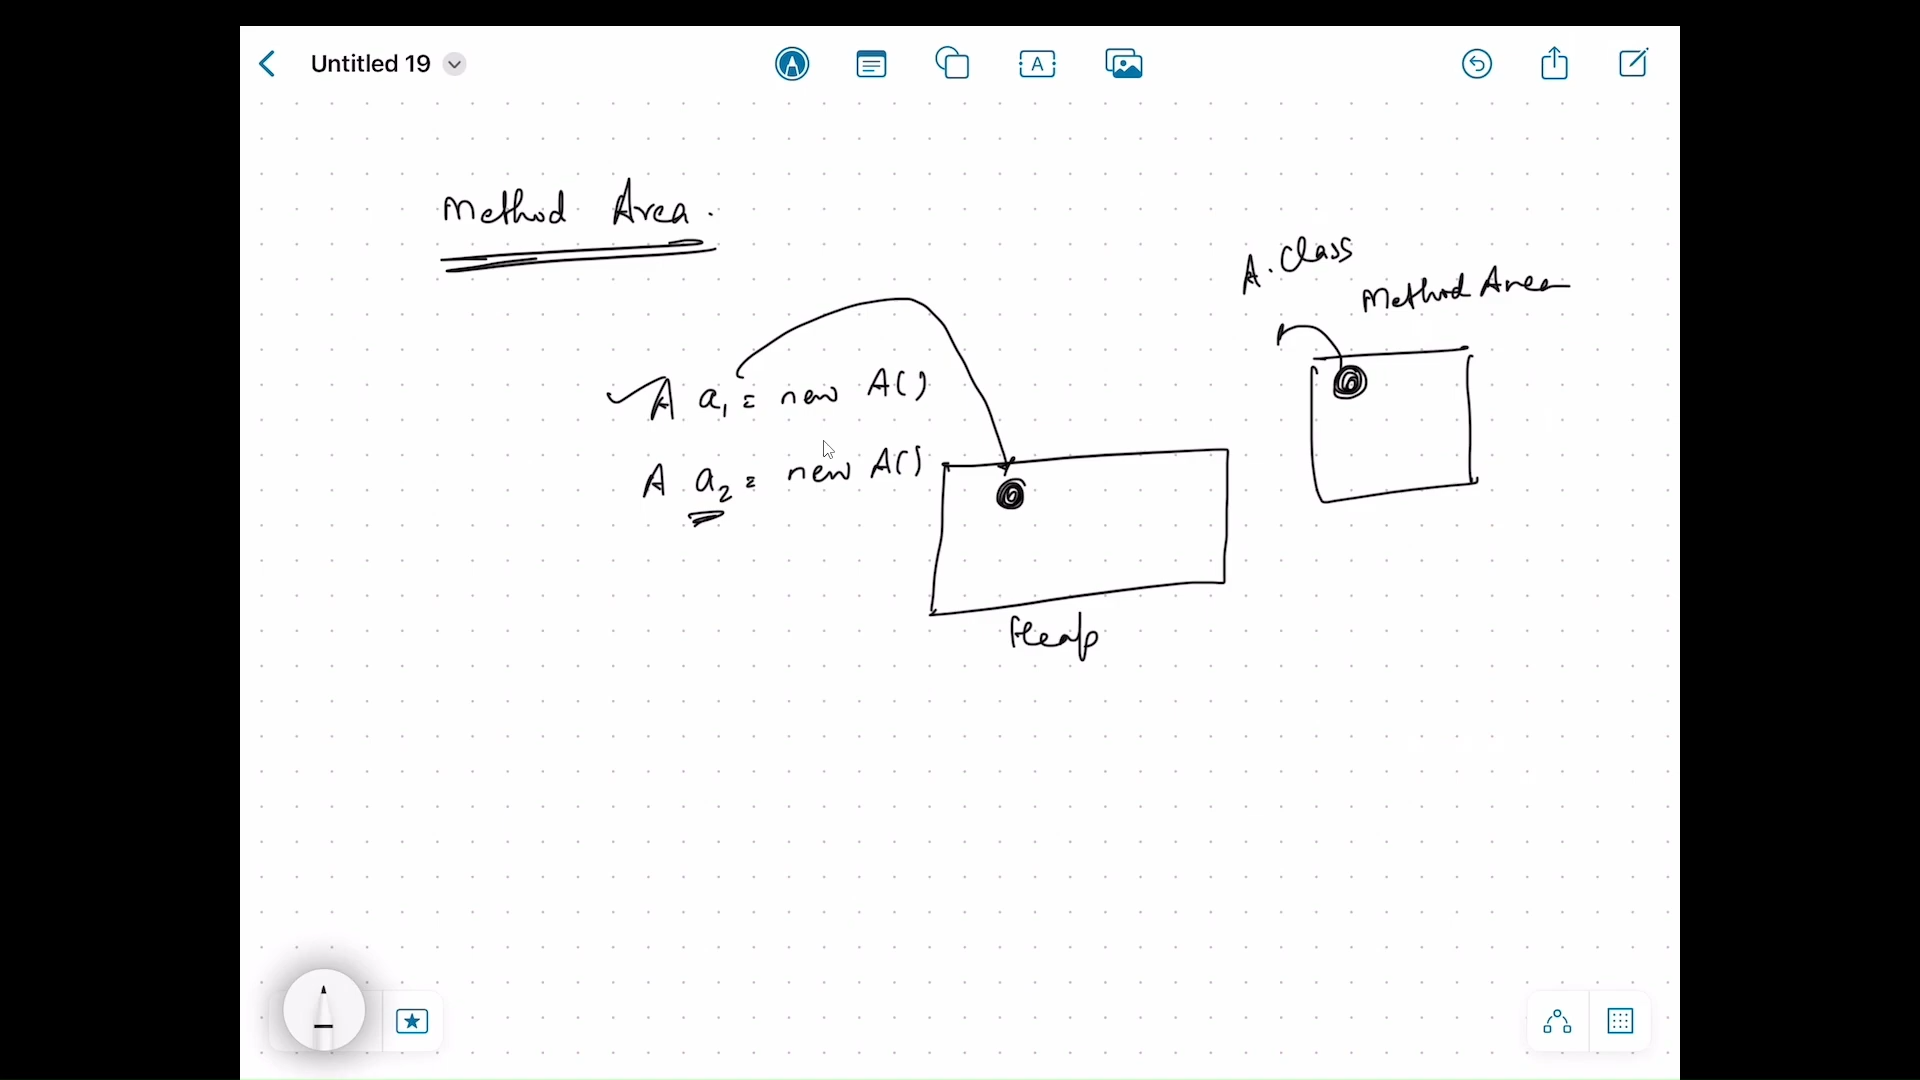 Untitled 19
A
Method Area.
A. Class
Method Area
A a1 = new A()
A a2 = new A()
Heap